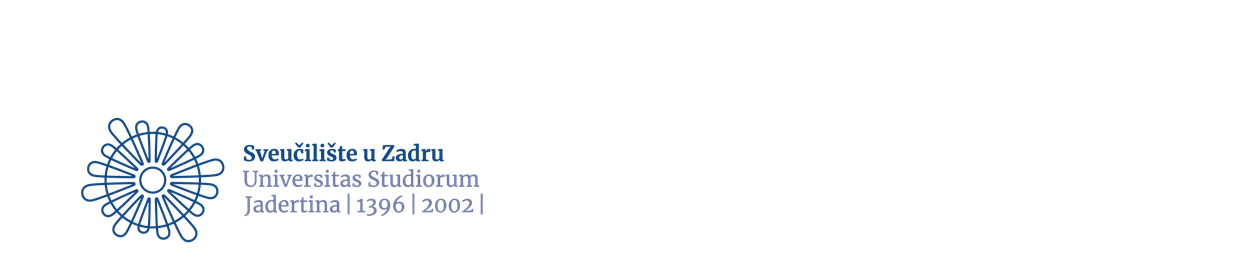 Sveučilište u Zadru
Universitas Studiorum
Jadertina | 1396 | 2002 |